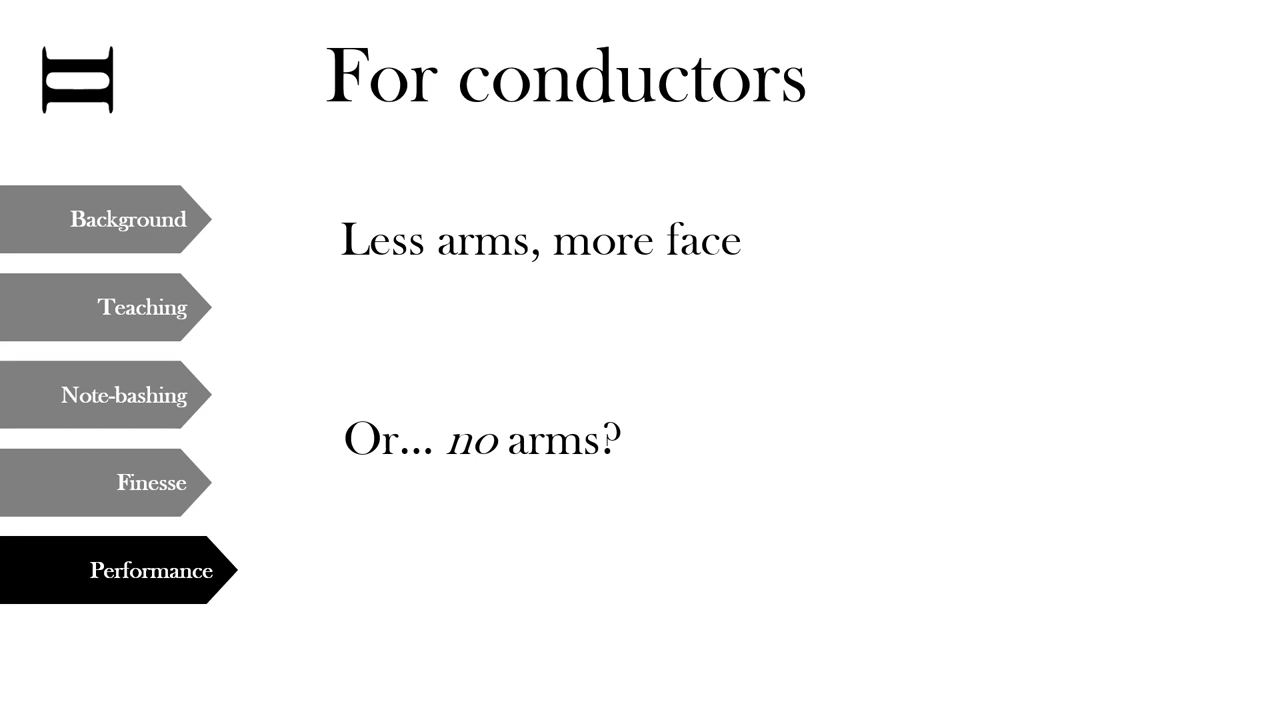 For conductors
Background
Teaching
Note-bashing
Finesse
Performance
Less arms, more face
Or... no arms?